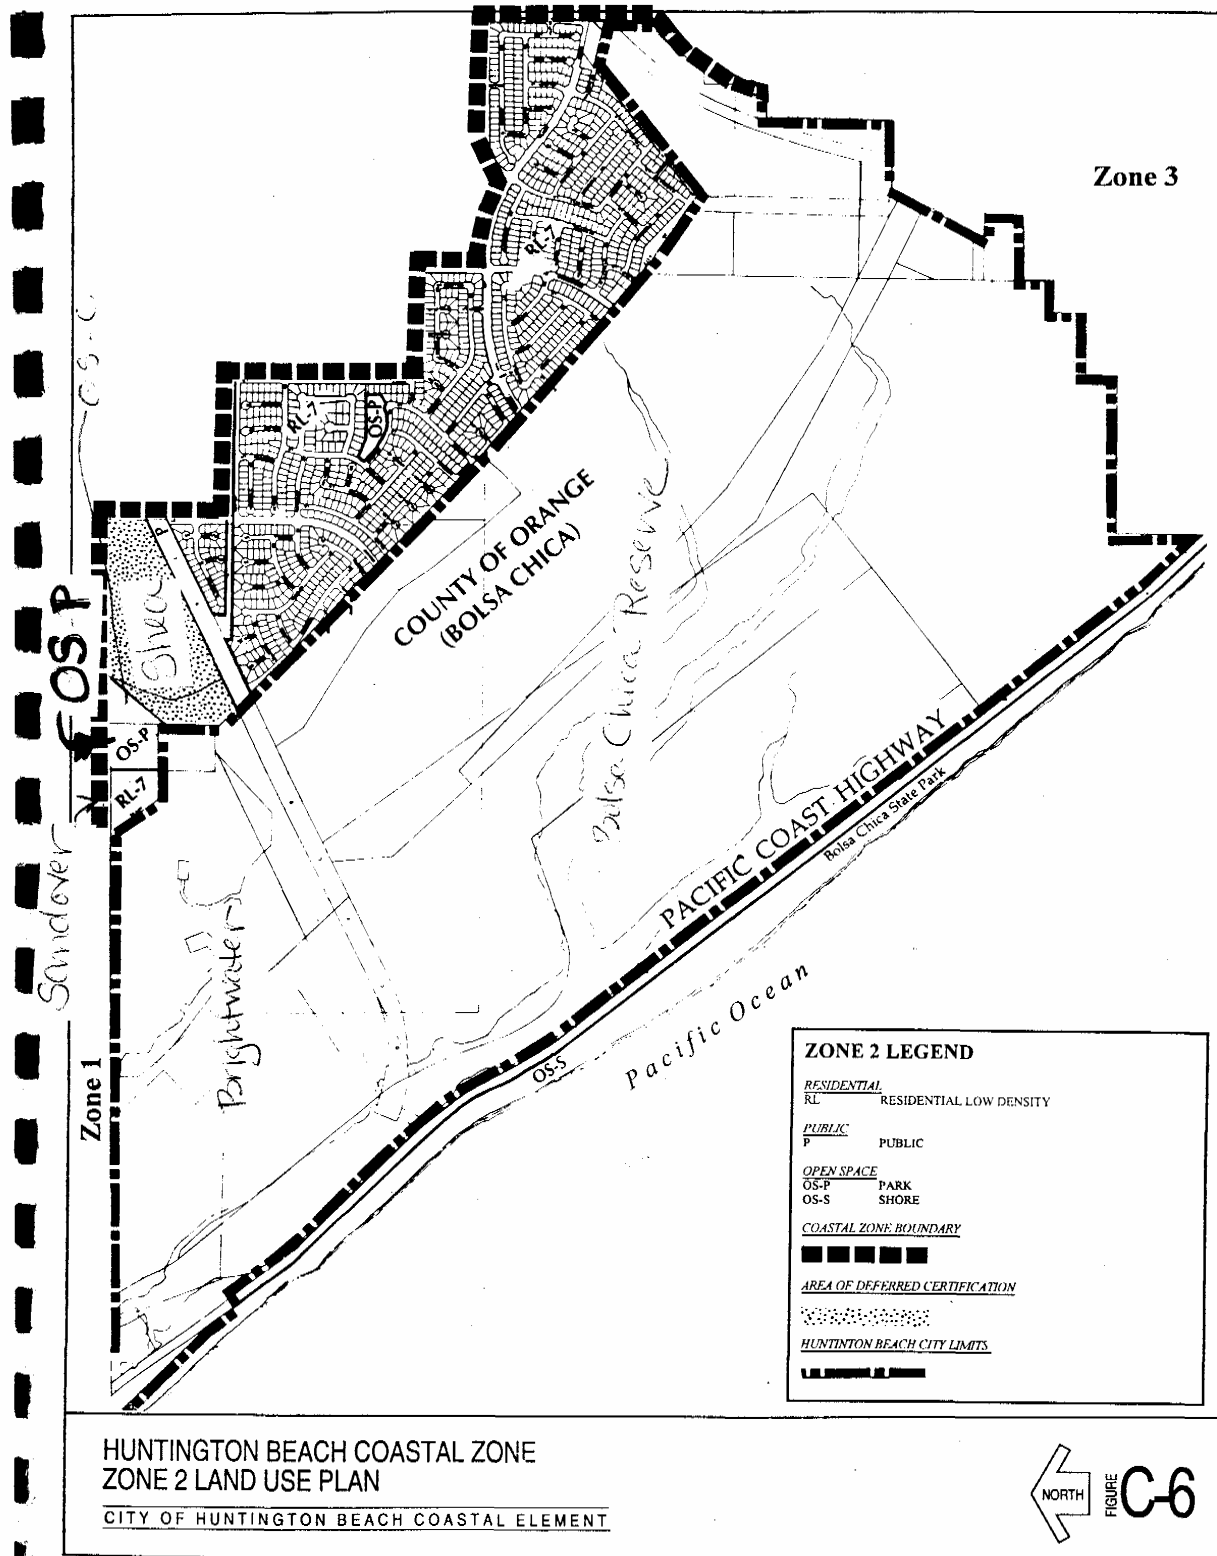 Zone 3
OS-C
RL-7
RL-7
OS-P
P
Shea
OS-P
OS-P
RL-7
COUNTY OF ORANGE
(BOLSA CHICA)
Bolsa Chica Reserve
Sandover
Brightwater
PACIFIC COAST HIGHWAY
Bolsa Chica State Park
Pacific Ocean
OS-S
Zone 1
ZONE 2 LEGEND
RESIDENTIAL
RL RESIDENTIAL LOW DENSITY
PUBLIC
P PUBLIC
OPEN SPACE
OS-P PARK
OS-S SHORE
COASTAL ZONE BOUNDARY
AREA OF DEFERRED CERTIFICATION
HUNTINTON BEACH CITY LIMITS
HUNTINGTON BEACH COASTAL ZONE
ZONE 2 LAND USE PLAN
CITY OF HUNTINGTON BEACH COASTAL ELEMENT
NORTH
FIGURE
C-6